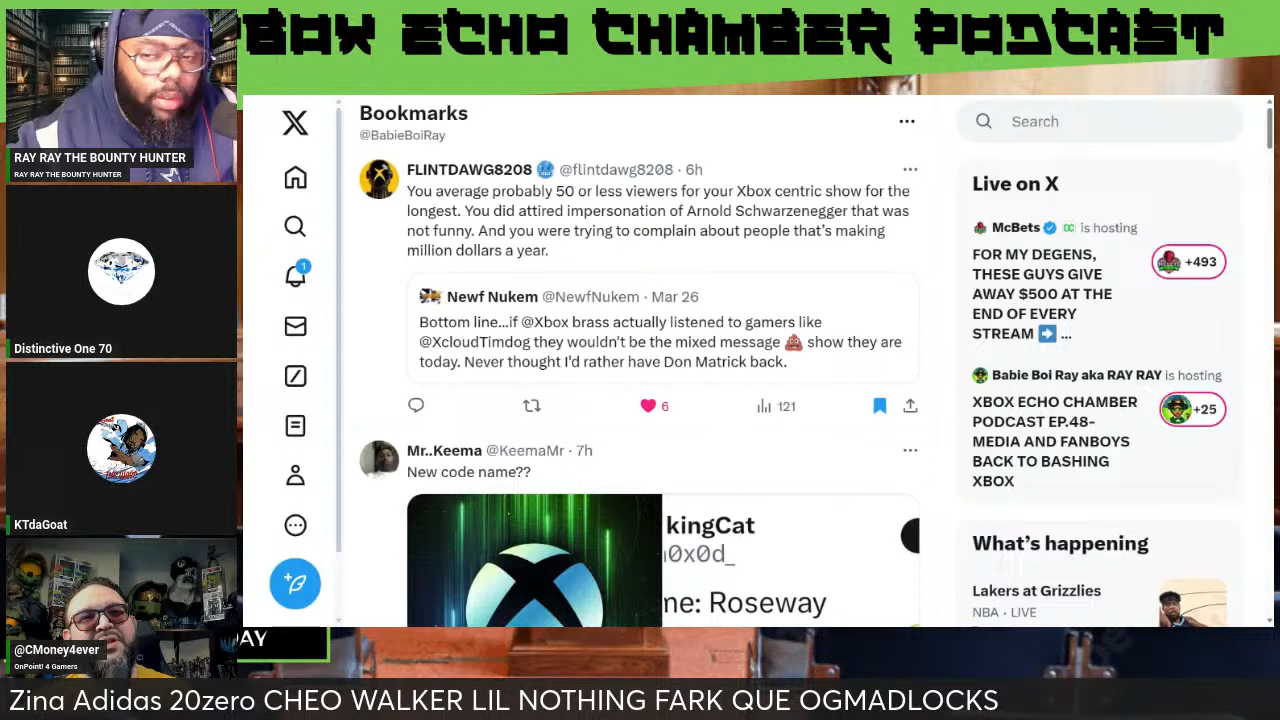 BOX ECHO CHAMBER PODCAST
RAY RAY THE BOUNTY HUNTER
RAY RAY THE BOUNTY HUNTER
Distinctive One 70
KTdaGoat
@CMoney4ever
OnPoint! 4 Gamers
DAY
X
1
Bookmarks
@BabieBoiRay
FLINTDAWG8208 @flintdawg8208 · 6h
You average probably 50 or less viewers for your Xbox centric show for the
longest. You did attired impersonation of Arnold Schwarzenegger that was
not funny. And you were trying to complain about people that's making
million dollars a year.
Newf Nukem @NewfNukem · Mar 26
Bottom line...if @Xbox brass actually listened to gamers like
@XcloudTimdog they wouldn't be the mixed message 💩 show they are
today. Never thought I'd rather have Don Matrick back.
6
121
Mr..Keema @KeemaMr · 7h
New code name??
kingCat
0x0d_
me: Roseway
Search
Live on X
McBets DC is hosting
FOR MY DEGENS,
THESE GUYS GIVE
AWAY $500 AT THE
END OF EVERY
STREAM ➡️ ...
+493
Babie Boi Ray aka RAY RAY is hosting
XBOX ECHO CHAMBER
PODCAST EP.48-
MEDIA AND FANBOYS
BACK TO BASHING
XBOX
+25
What's happening
Lakers at Grizzlies
NBA · LIVE
Zina Adidas 20zero CHEO WALKER LIL NOTHING FARK QUE OGMADLOCKS